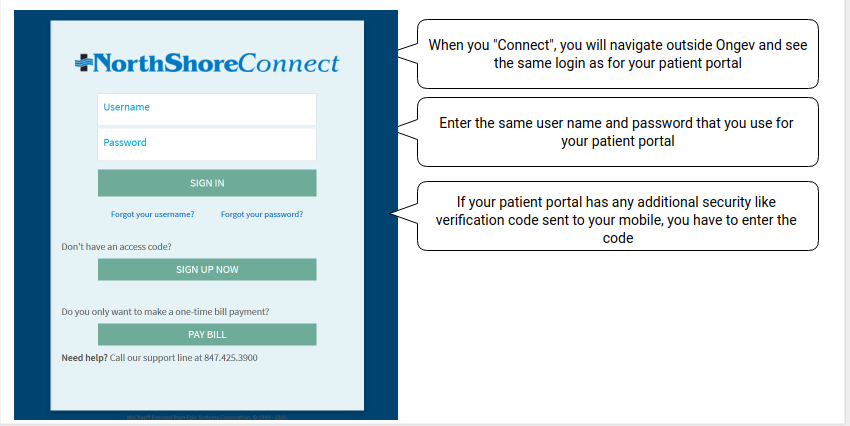 NorthShoreConnect
Username
Password
SIGN IN
Forgot your username? Forgot your password?
Don't have an access code?
SIGN UP NOW
Do you only want to make a one-time bill payment?
PAY BILL
Need help? Call our support line at 847.425.3900
When you "Connect", you will navigate outside Ongev and see
the same login as for your patient portal
Enter the same user name and password that you use for
your patient portal
If your patient portal has any additional security like
verification code sent to your mobile, you have to enter the
code